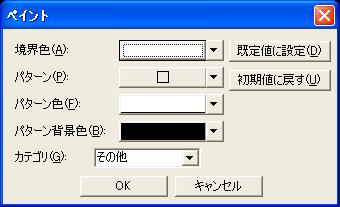 ペイント
境界色(A):
既定値に設定(D)
パターン(P):
初期値に戻す(U)
パターン色(F):
パターン背景色(B):
カテゴリ(G):
その他
OK
キャンセル